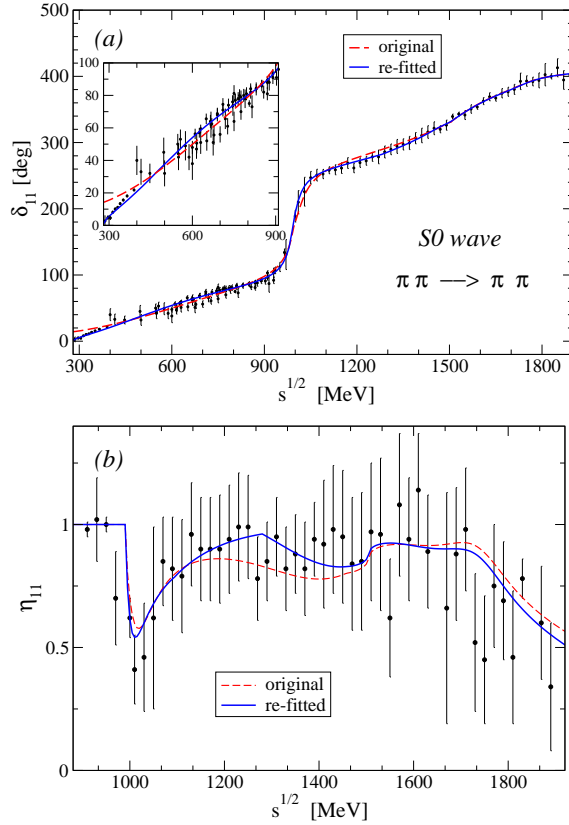 (a)
original
re-fitted
500
400
300
200
100
0
δ11 [deg]
100
80
60
40
20
0
300 600 900
S0 wave
π π —> π π
300 600 900 1200 1500 1800
s^1/2 [MeV]
(b)
1
0.5
0
η11
original
re-fitted
1000 1200 1400 1600 1800
s^1/2 [MeV]